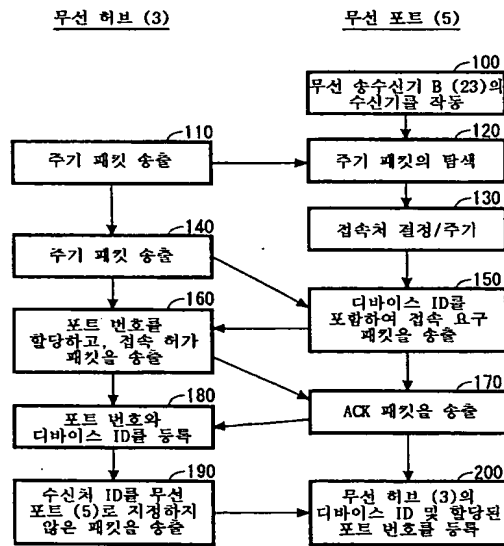 무선 허브 (3)
무선 포트 (5)
100
무선 송수신기 B (23)의
수신기를 작동
110
주기 패킷 송출
120
주기 패킷의 탐색
130
접속처 결정/주기
140
주기 패킷 송출
150
디바이스 ID를
포함하여 접속 요구
패킷을 송출
160
포트 번호를
할당하고, 접속 허가
패킷을 송출
170
ACK 패킷을 송출
180
포트 번호와
디바이스 ID를 등록
190
수신처 ID를 무선
포트 (5)로 지정하지
않은 패킷을 송출
200
무선 허브 (3)의
디바이스 ID 및 할당된
포트 번호를 등록